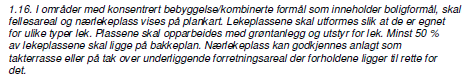 1.16. I områder med konsentrert bebyggelse/kombinerte formål som inneholder boligformål, skal
fellesareal og nærlekeplass vises på plankart. Lekeplassene skal utformes slik at de er egnet
for ulike typer lek. Plassene skal opparbeides med grøntanlegg og utstyr for lek. Minst 50 %
av lekeplassene skal ligge på bakkeplan. Nærlekeplass kan godkjennes anlagt som
takterrasse eller på tak over underliggende forretningsareal der forholdene ligger til rette for
det.